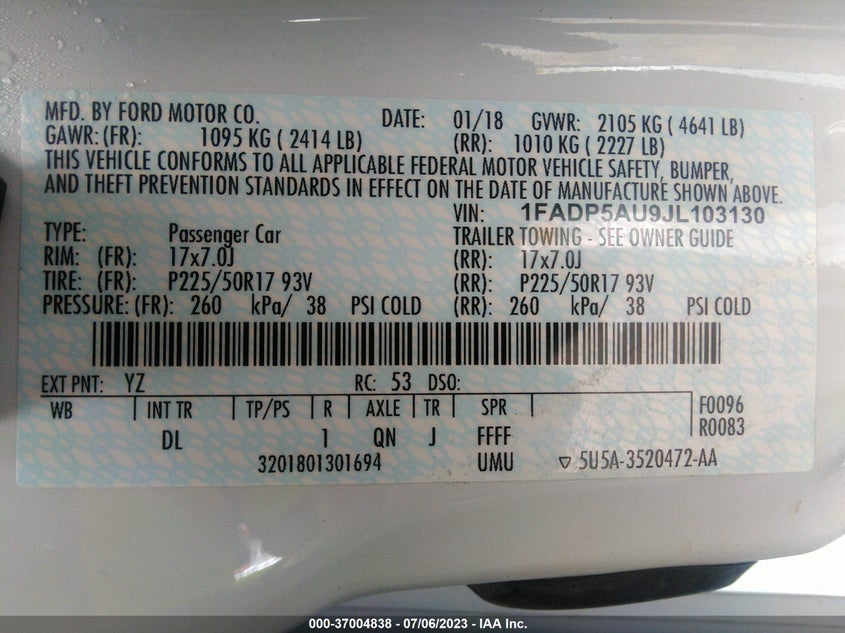 MFD. BY FORD MOTOR CO. DATE: 01/18 GVWR: 2105 KG ( 4641 LB)
GAWR: (FR): 1095 KG ( 2414 LB) (RR): 1010 KG ( 2227 LB)
THIS VEHICLE CONFORMS TO ALL APPLICABLE FEDERAL MOTOR VEHICLE SAFETY, BUMPER,
AND THEFT PREVENTION STANDARDS IN EFFECT ON THE DATE OF MANUFACTURE SHOWN ABOVE.
VIN: 1FADP5AU9JL103130
TYPE: Passenger Car TRAILER TOWING - SEE OWNER GUIDE
RIM: (FR): 17x7.0J (RR): 17x7.0J
TIRE: (FR): P225/50R17 93V (RR): P225/50R17 93V
PRESSURE: (FR): 260 kPa/ 38 PSI COLD (RR): 260 kPa/ 38 PSI COLD
EXT PNT: YZ RC: 53 DSO:
WB INT TR TP/PS R AXLE TR SPR F0096
R0083
DL 1 QN J FFFF
3201801301694 UMU ▽ 5U5A-3520472-AA
000-37004838 - 07/06/2023 - IAA Inc.